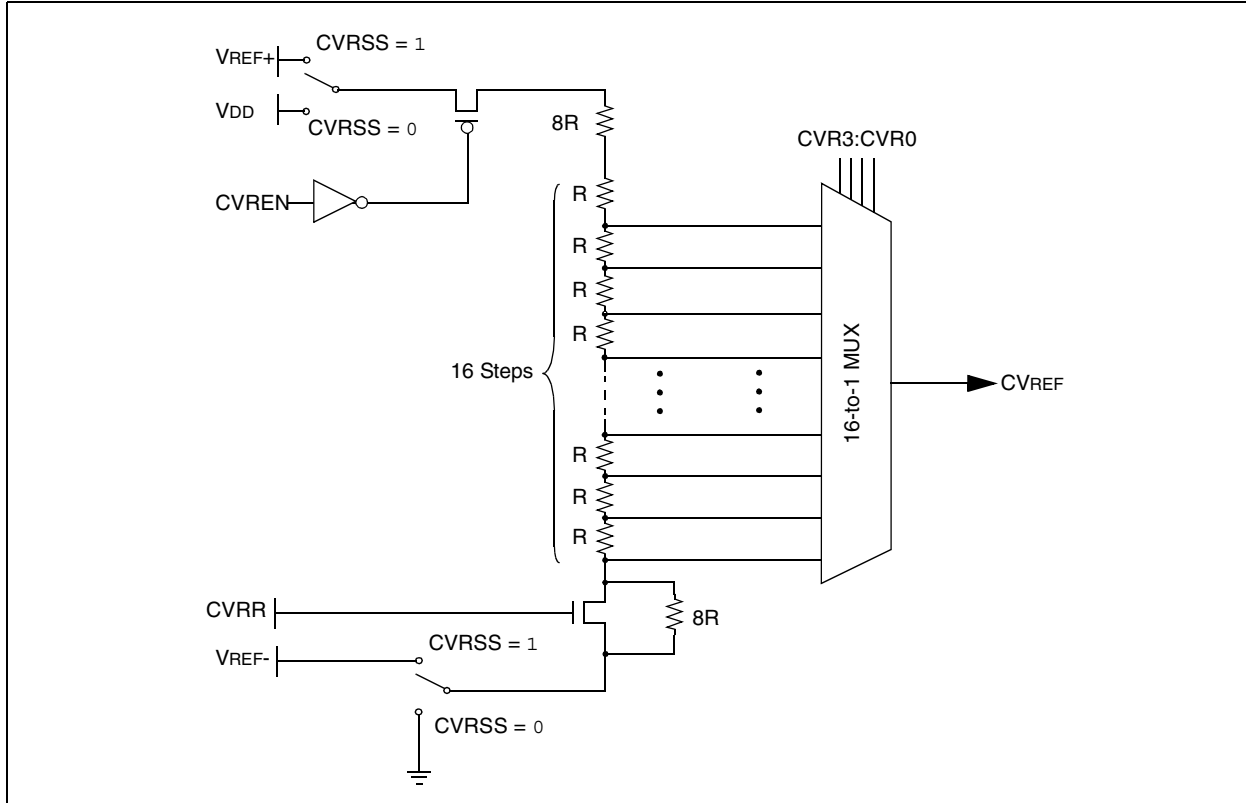 CVRSS = 1
VREF+
VDD
CVRSS = 0
8R
CVR3:CVR0
CVREN
R
R
R
R
16 Steps
16-to-1 MUX
CVREF
R
R
R
CVRR
8R
CVRSS = 1
VREF-
CVRSS = 0